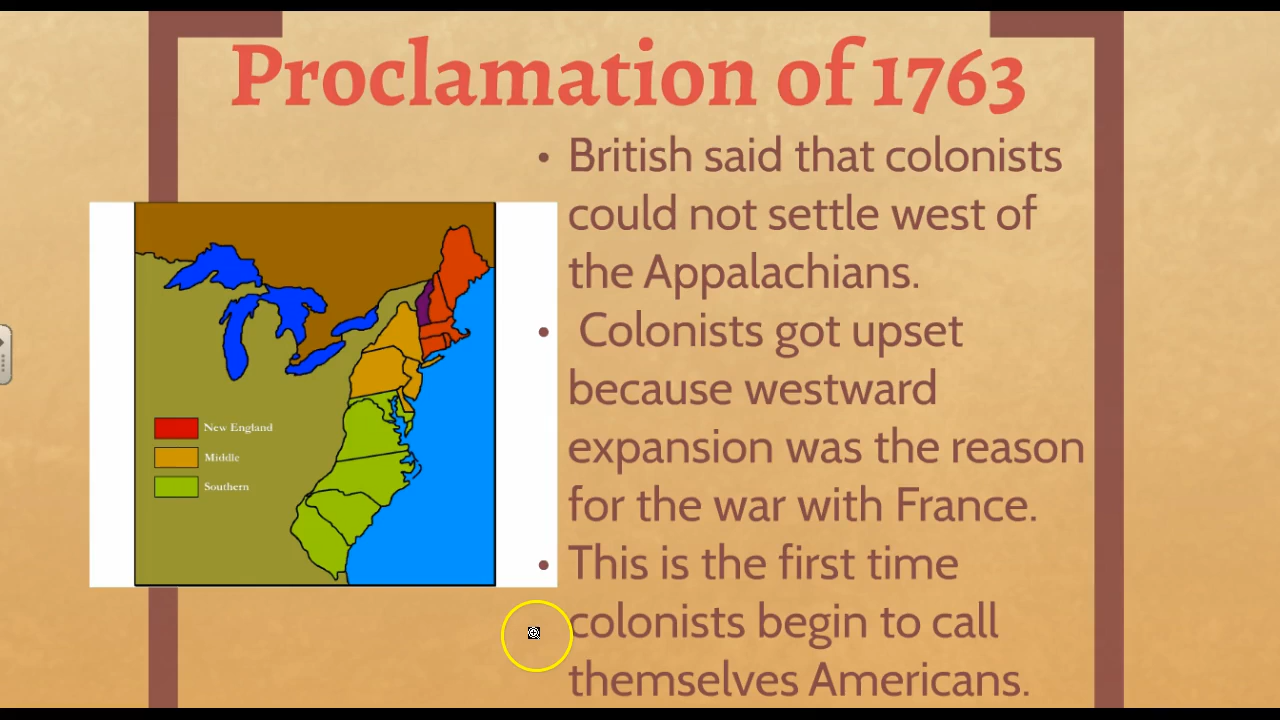 Proclamation of 1763
• British said that colonists
could not settle west of
the Appalachians.
• Colonists got upset
because westward
expansion was the reason
for the war with France.
• This is the first time
colonists begin to call
themselves Americans.
New England
Middle
Southern